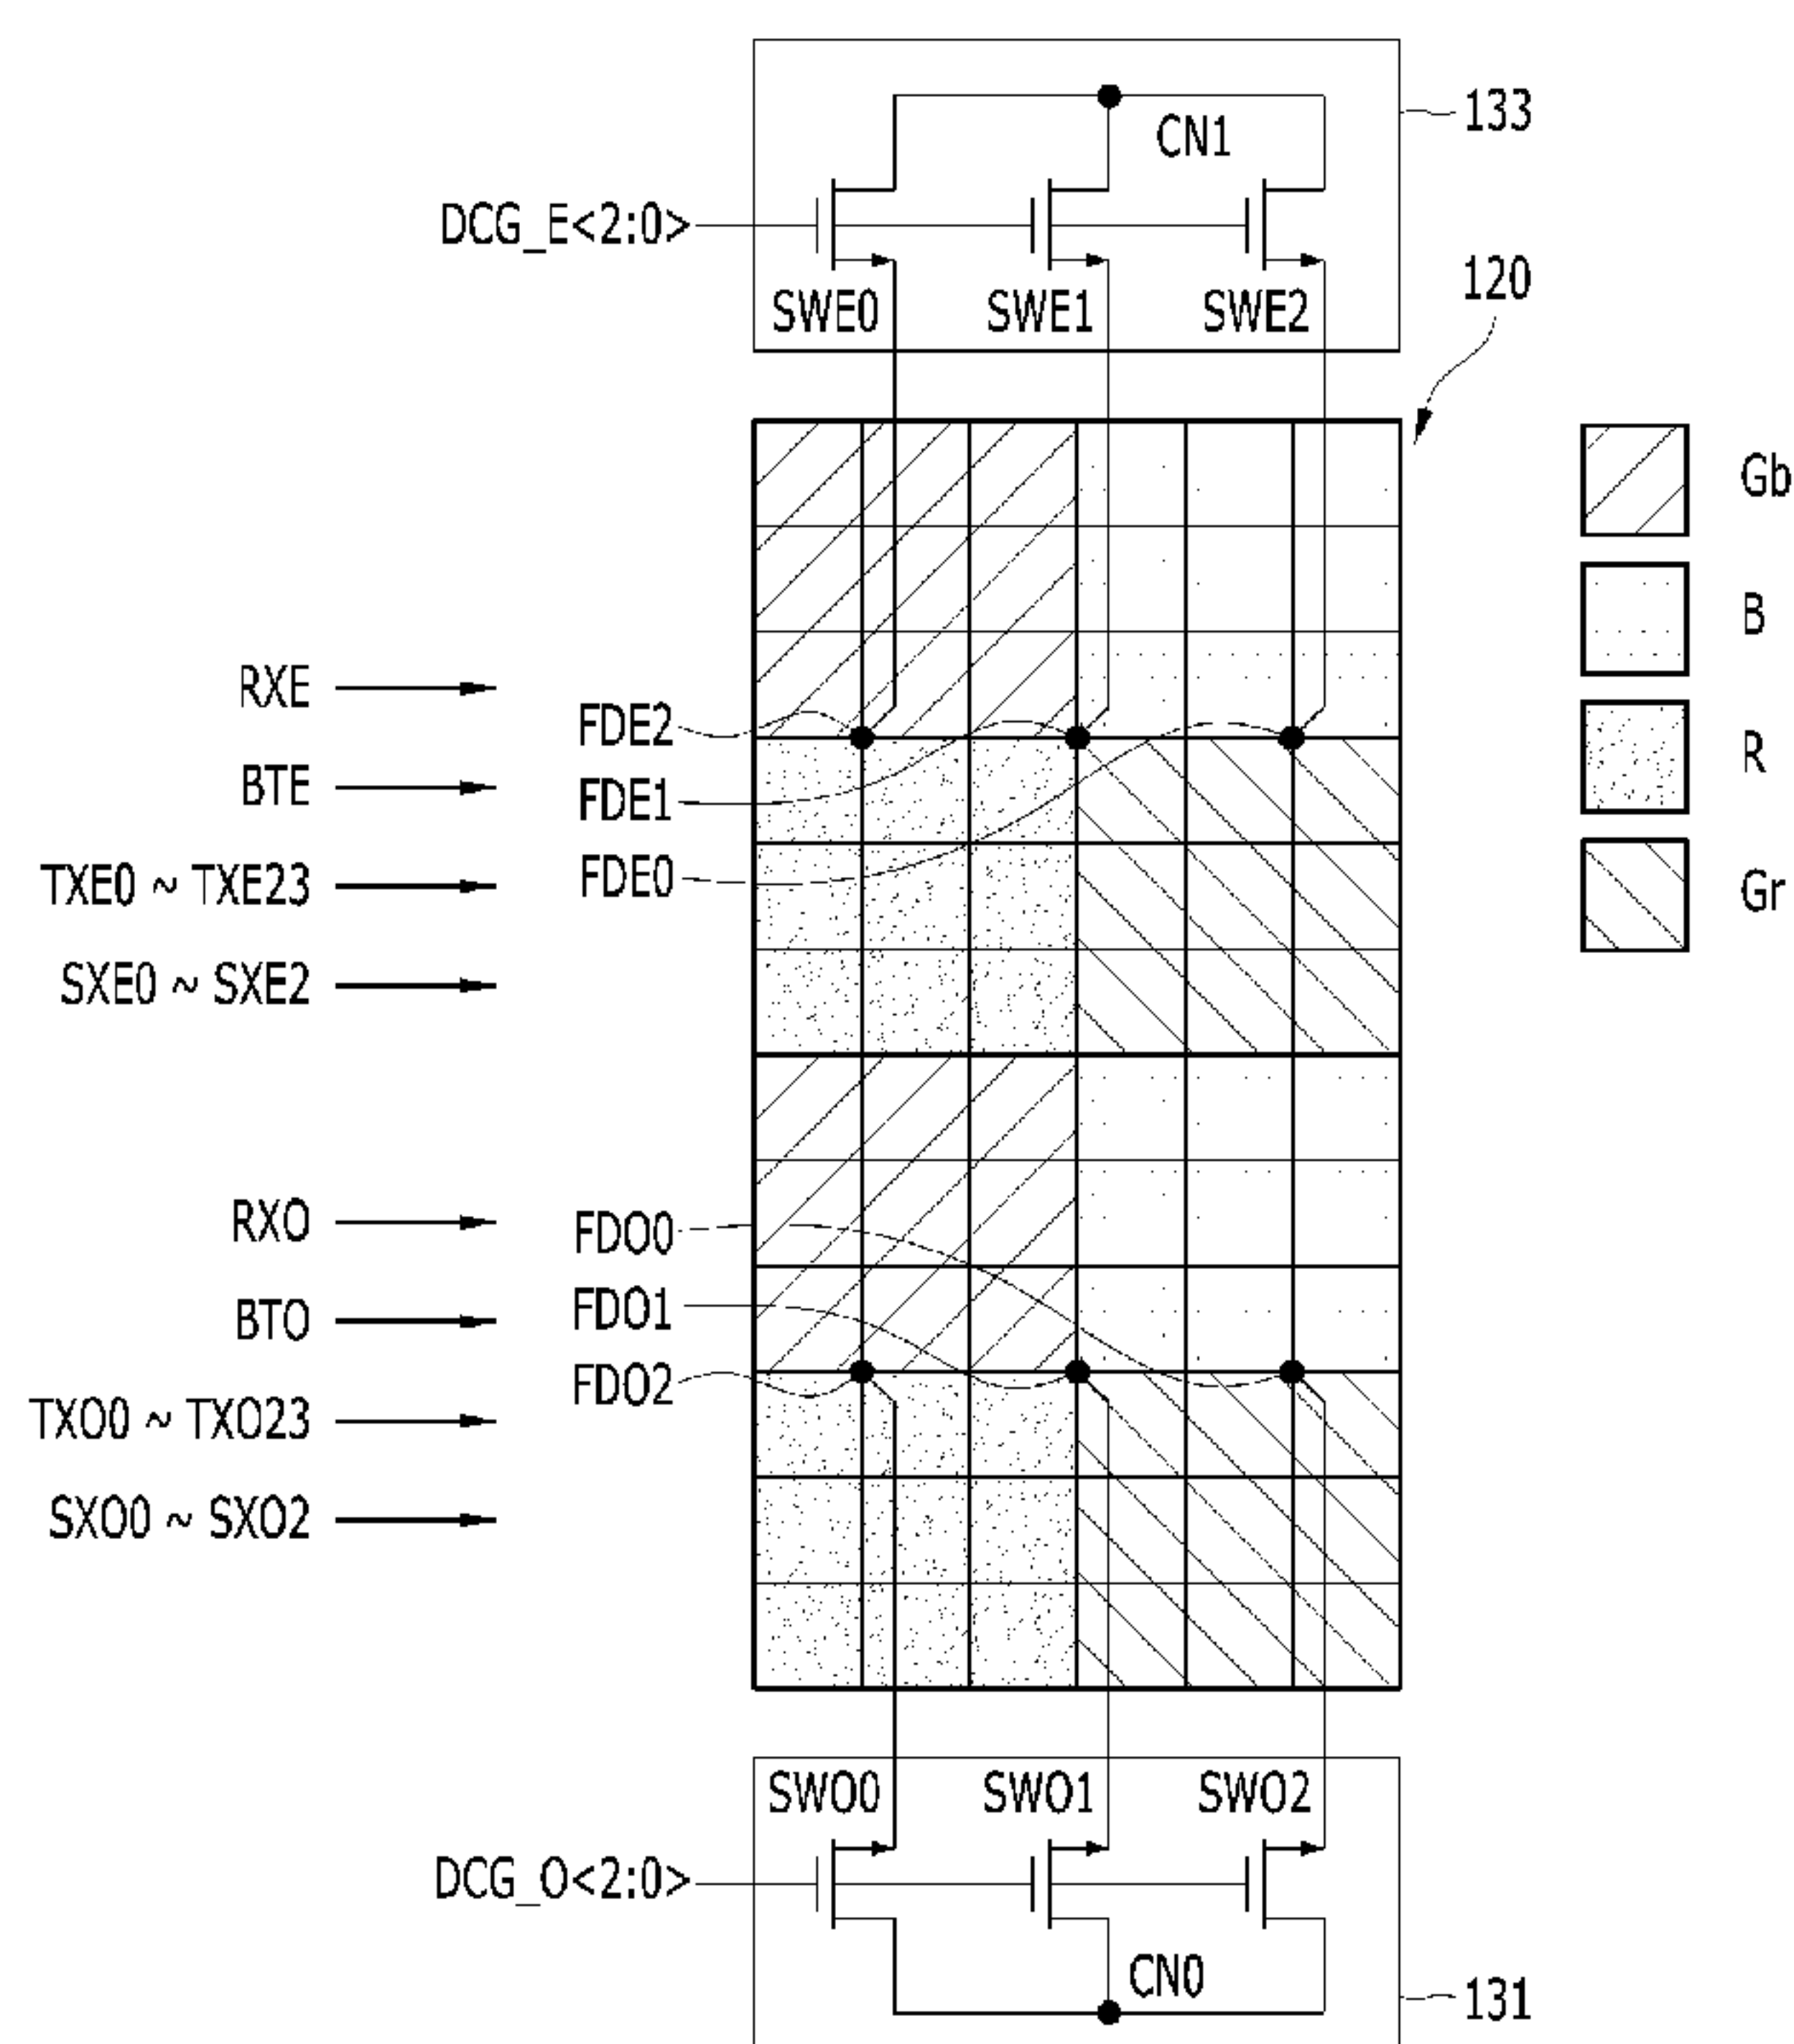 133
CN1
DCG_E<2:0>
SWE0 SWE1 SWE2
120
Gb
B
R
Gr
RXE
BTE
TXE0 ~ TXE23
SXE0 ~ SXE2
FDE2
FDE1
FDE0
RXO
BTO
TXO0 ~ TXO23
SXO0 ~ SXO2
FDO0
FDO1
FDO2
SWO0 SWO1 SWO2
DCG_O<2:0>
CN0
131